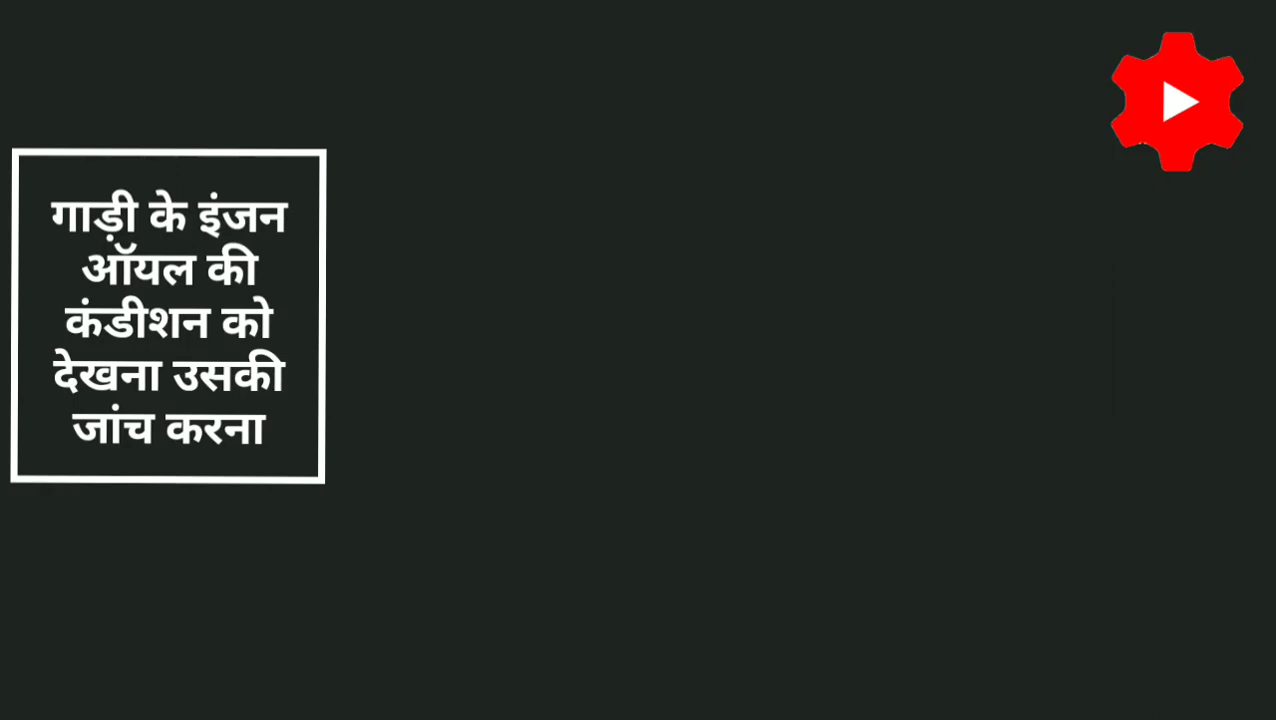 गाड़ी के इंजन
ऑयल की
कंडीशन को
देखना उसकी
जांच करना